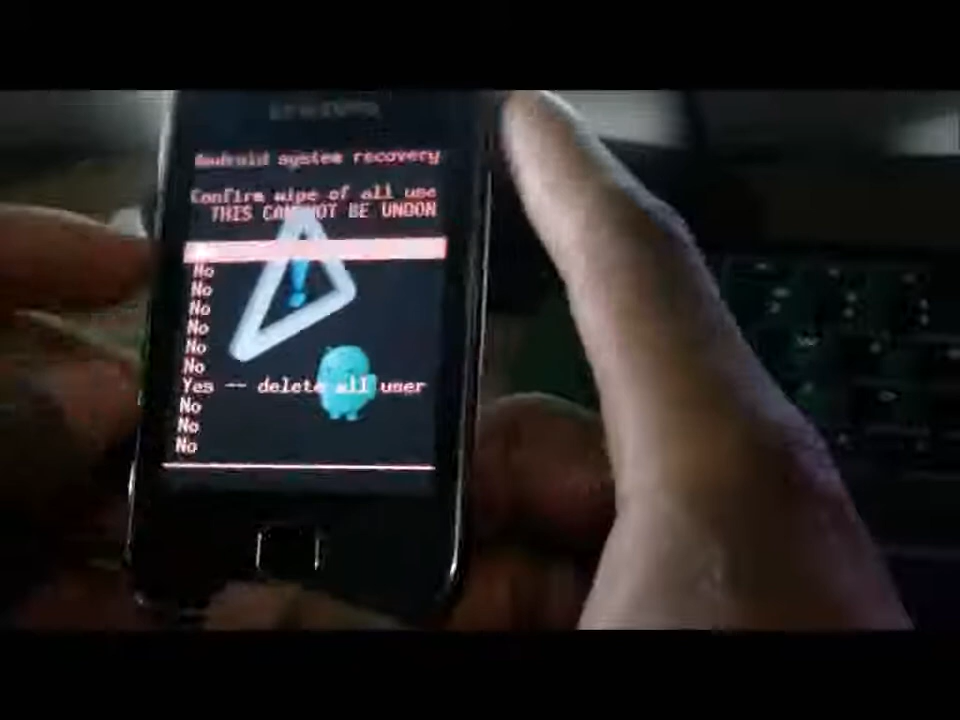 Android system recovery
Confirm wipe of all use
THIS CANNOT BE UNDON
No
No
No
No
No
No
Yes -- delete all user
No
No
No